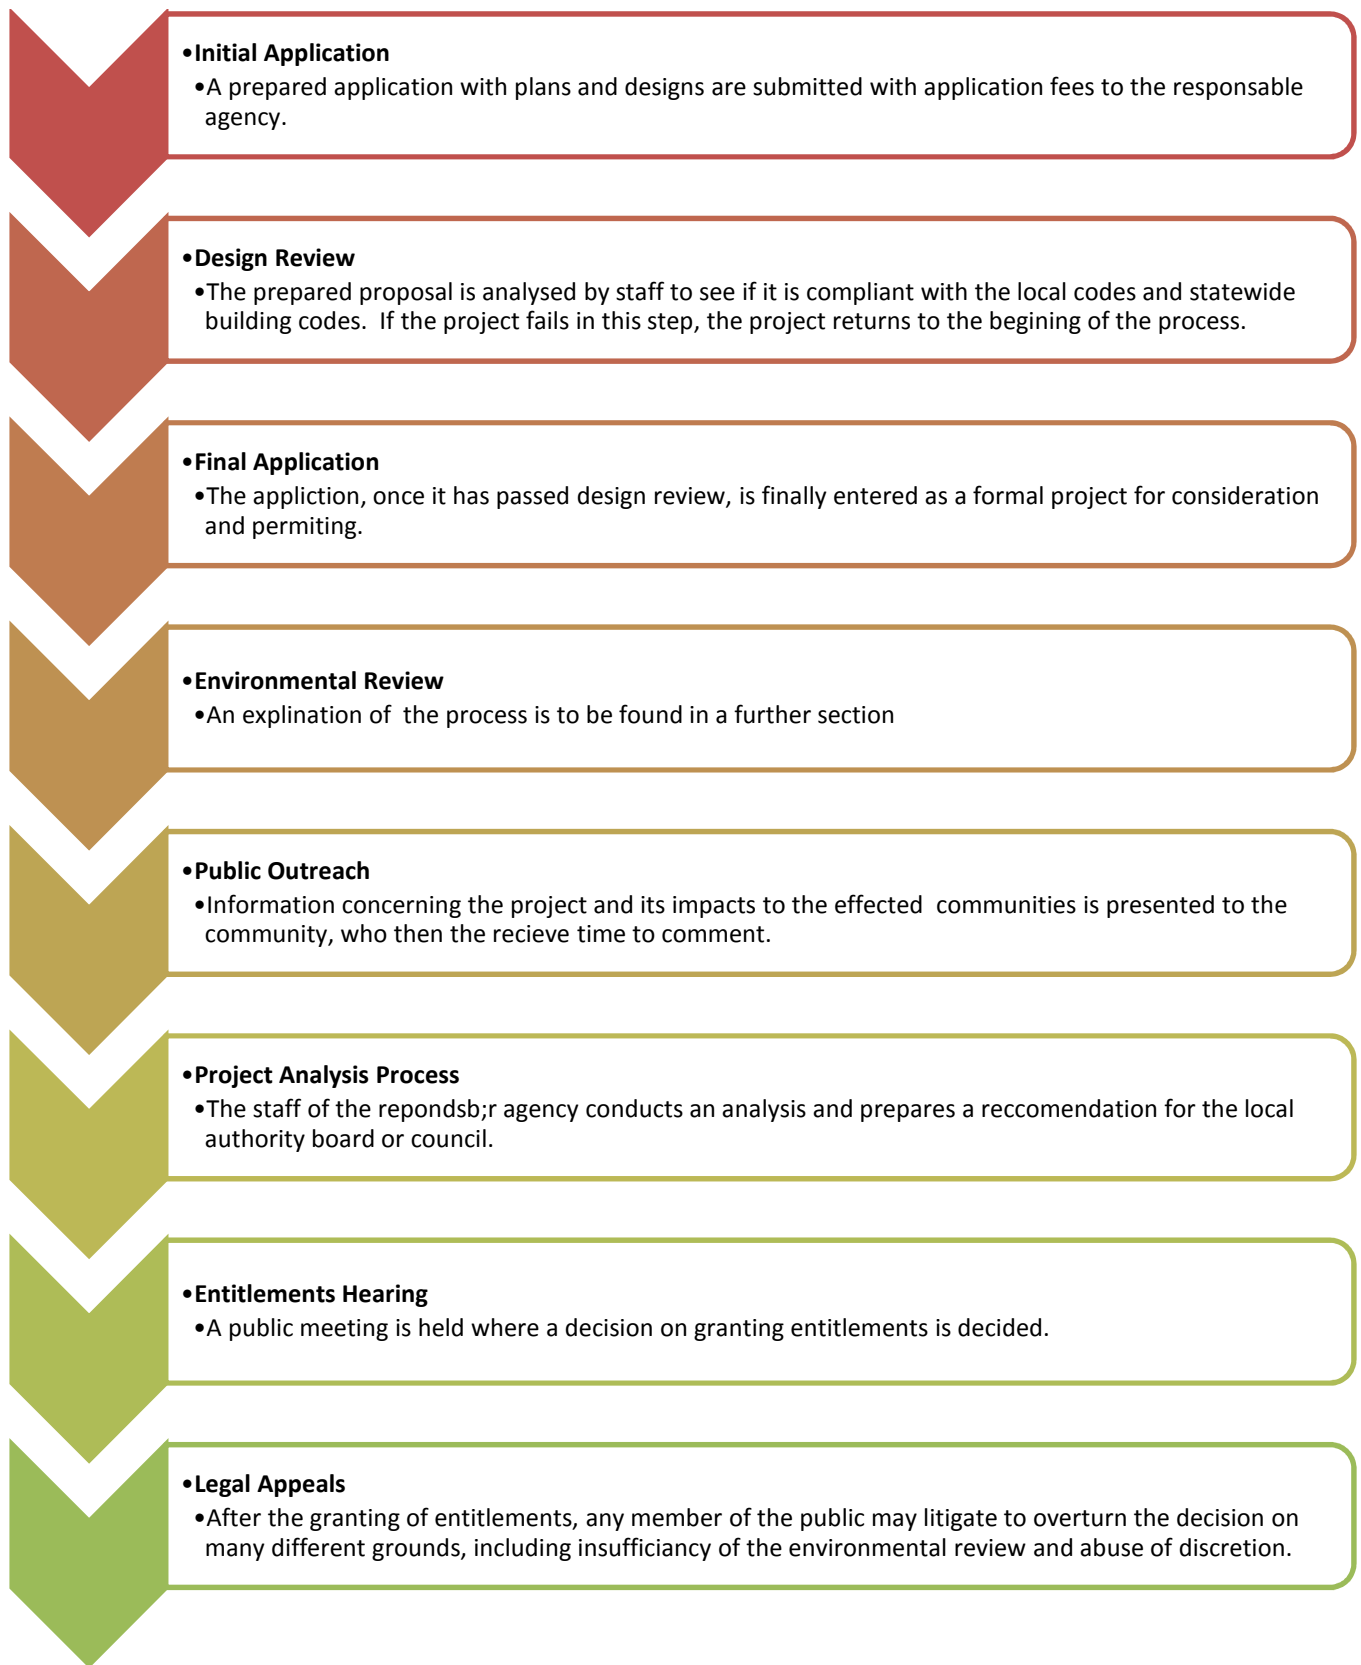 •Initial Application
•A prepared application with plans and designs are submitted with application fees to the responsable
agency.
•Design Review
•The prepared proposal is analysed by staff to see if it is compliant with the local codes and statewide
building codes.  If the project fails in this step, the project returns to the begining of the process.
•Final Application
•The appliction, once it has passed design review, is finally entered as a formal project for consideration
and permiting.
•Environmental Review
•An explination of  the process is to be found in a further section
•Public Outreach
•Information concerning the project and its impacts to the effected  communities is presented to the
community, who then the recieve time to comment.
•Project Analysis Process
•The staff of the repondsb;r agency conducts an analysis and prepares a reccomendation for the local
authority board or council.
•Entitlements Hearing
•A public meeting is held where a decision on granting entitlements is decided.
•Legal Appeals
•After the granting of entitlements, any member of the public may litigate to overturn the decision on
many different grounds, including insufficiancy of the environmental review and abuse of discretion.